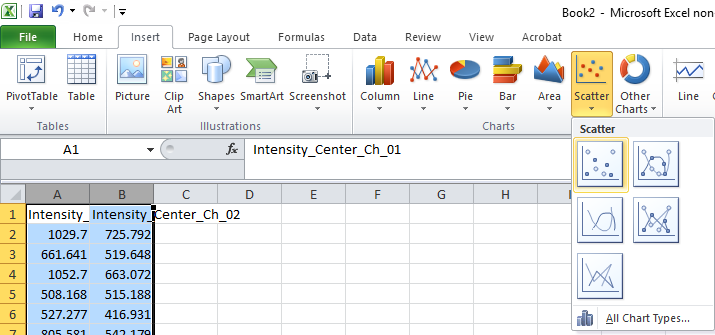 Book2 - Microsoft Excel non
File Home Insert Page Layout Formulas Data Review View Acrobat
PivotTable Table Picture Clip Art Shapes SmartArt Screenshot Column Line Pie Bar Area Scatter Other Charts Line C
Tables Illustrations Charts
Scatter
A1 fx Intensity_Center_Ch_01
A B C D E F G H
1 Intensity_ Intensity_Center_Ch_02
2 1029.7 725.792
3 661.641 519.648
4 1052.7 663.072
5 508.168 515.188
6 527.277 416.931
7 805.581 542.179
All Chart Types...